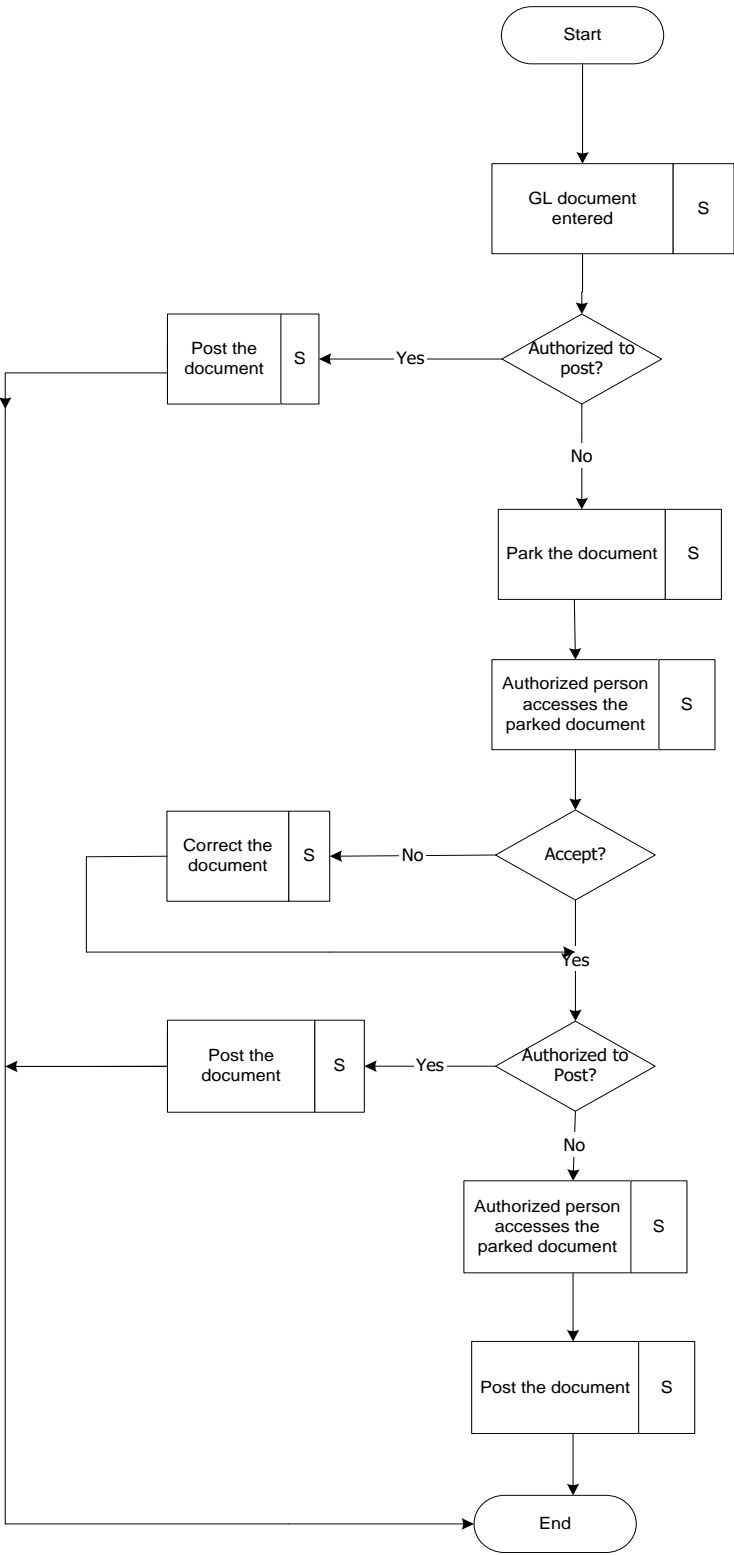 Start
GL document
entered
S
Authorized to
post?
Yes
Post the
document
S
No
Park the document
S
Authorized person
accesses the
parked document
S
Accept?
No
Correct the
document
S
Yes
Authorized to
Post?
Yes
Post the
document
S
No
Authorized person
accesses the
parked document
S
Post the document
S
End